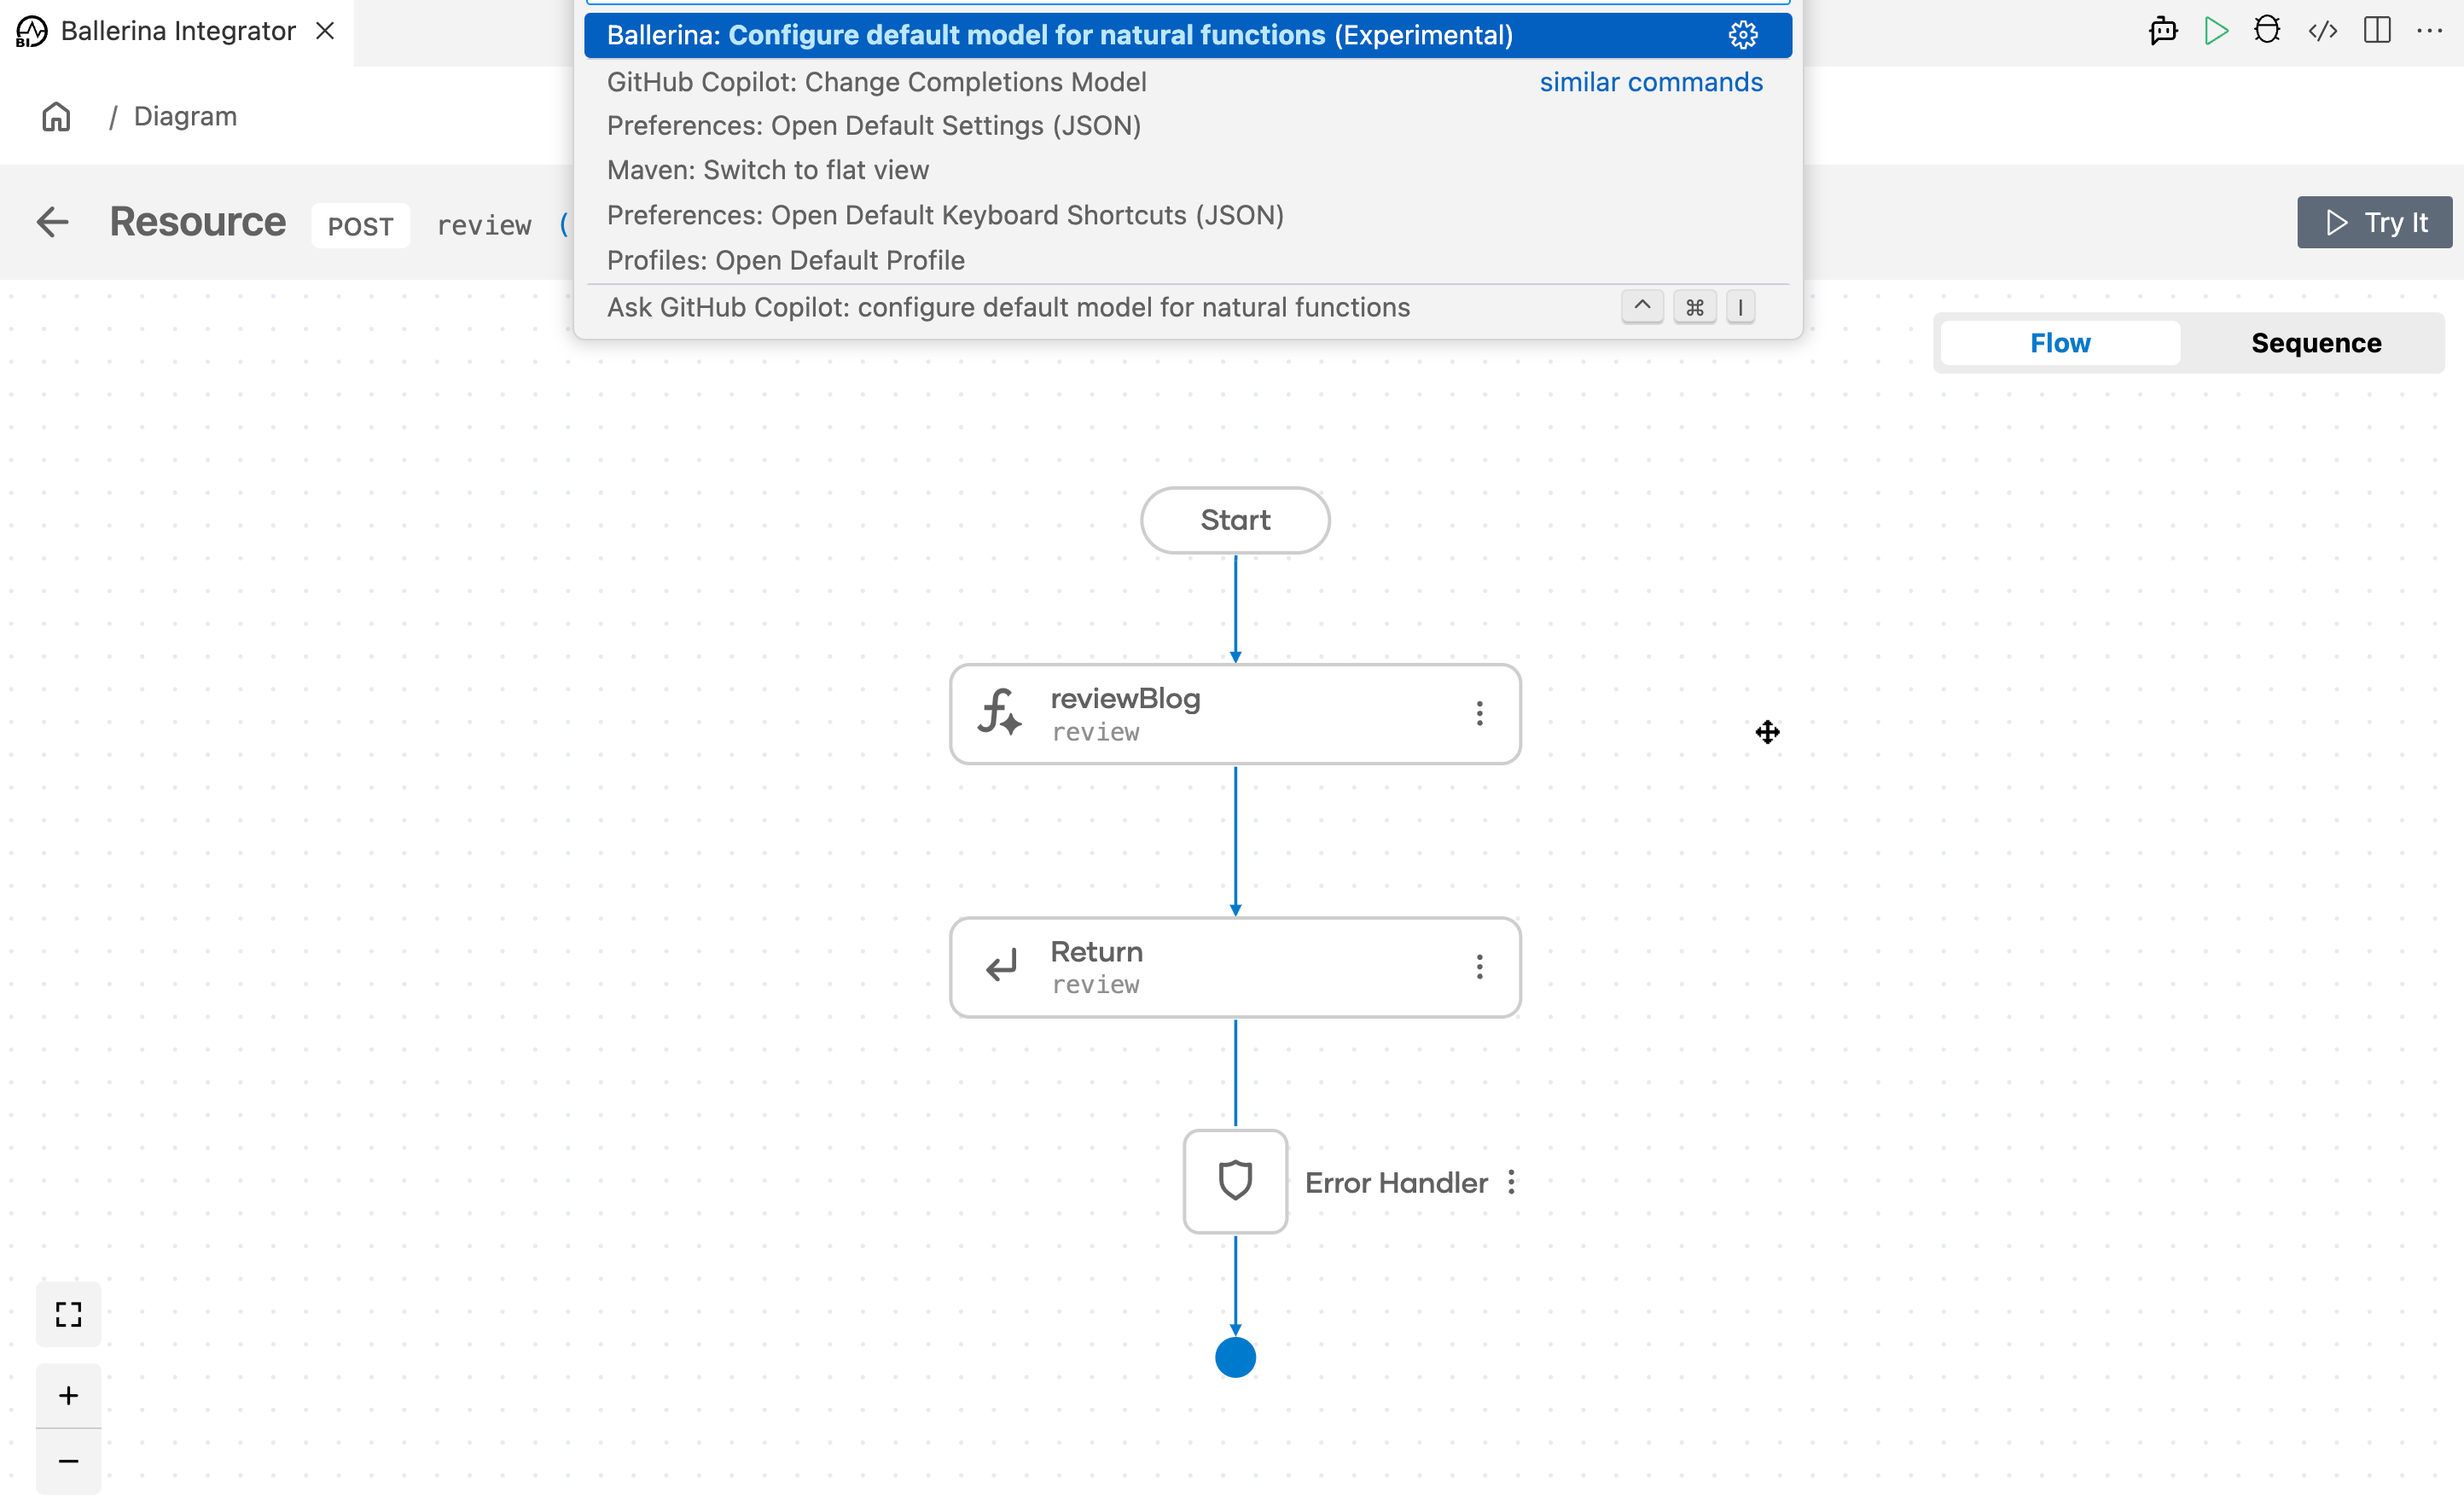 BI Ballerina Integrator
Ballerina: Configure default model for natural functions (Experimental)
GitHub Copilot: Change Completions Model similar commands
/ Diagram
Preferences: Open Default Settings (JSON)
Maven: Switch to flat view
Resource POST review (
Preferences: Open Default Keyboard Shortcuts (JSON)
Try It
Profiles: Open Default Profile
Ask GitHub Copilot: configure default model for natural functions ^ ⌘ I
Flow Sequence
Start
reviewBlog
review
Return
review
Error Handler
+
−